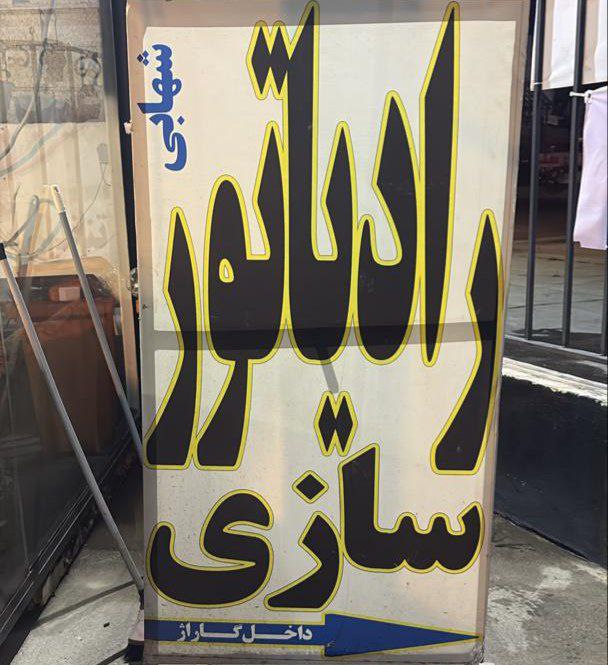 شهابی
رادیاتور
سازی
داخل گاراژ